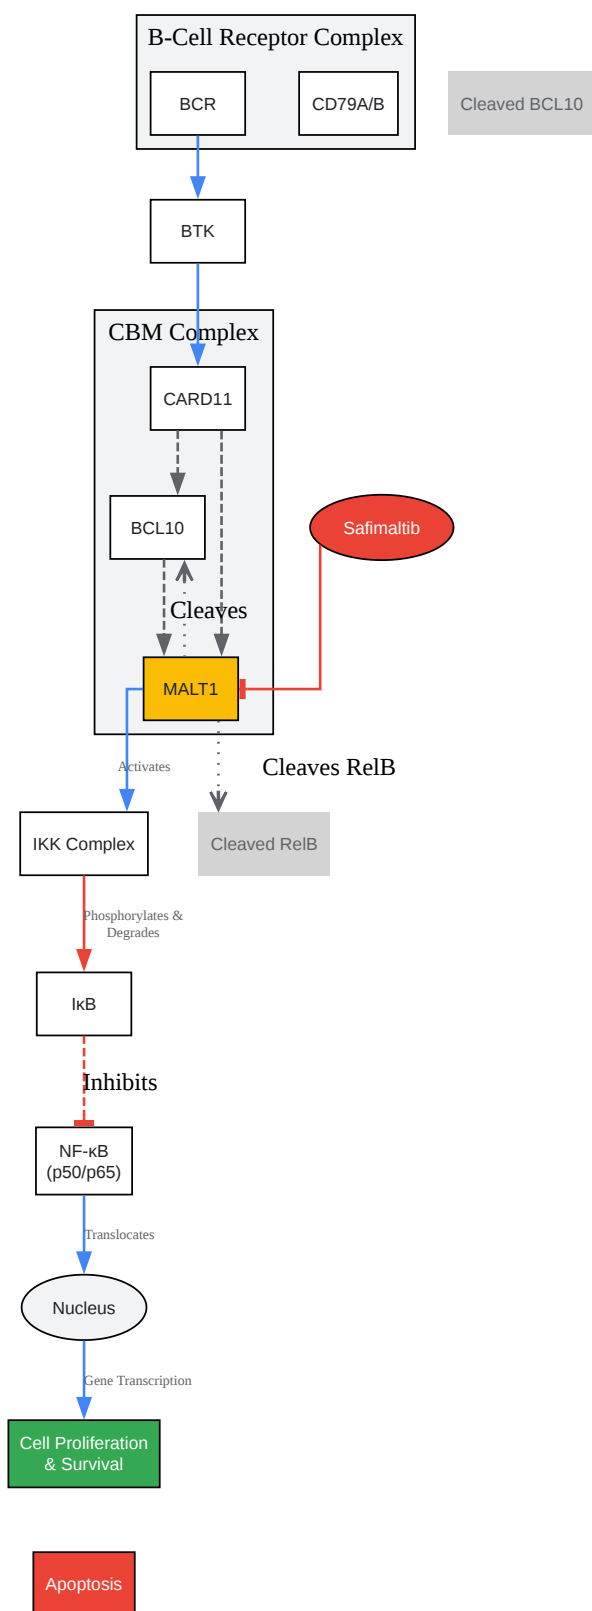 B-Cell Receptor Complex
BCR
CD79A/B
Cleaved BCL10
BTK
CBM Complex
CARD11
BCL10
Safimaltib
Cleaves
MALT1
Activates
Cleaves RelB
IKK Complex
Cleaved RelB
Phosphorylates &
Degrades
IκB
Inhibits
NF-κB
(p50/p65)
Translocates
Nucleus
Gene Transcription
Cell Proliferation
& Survival
Apoptosis